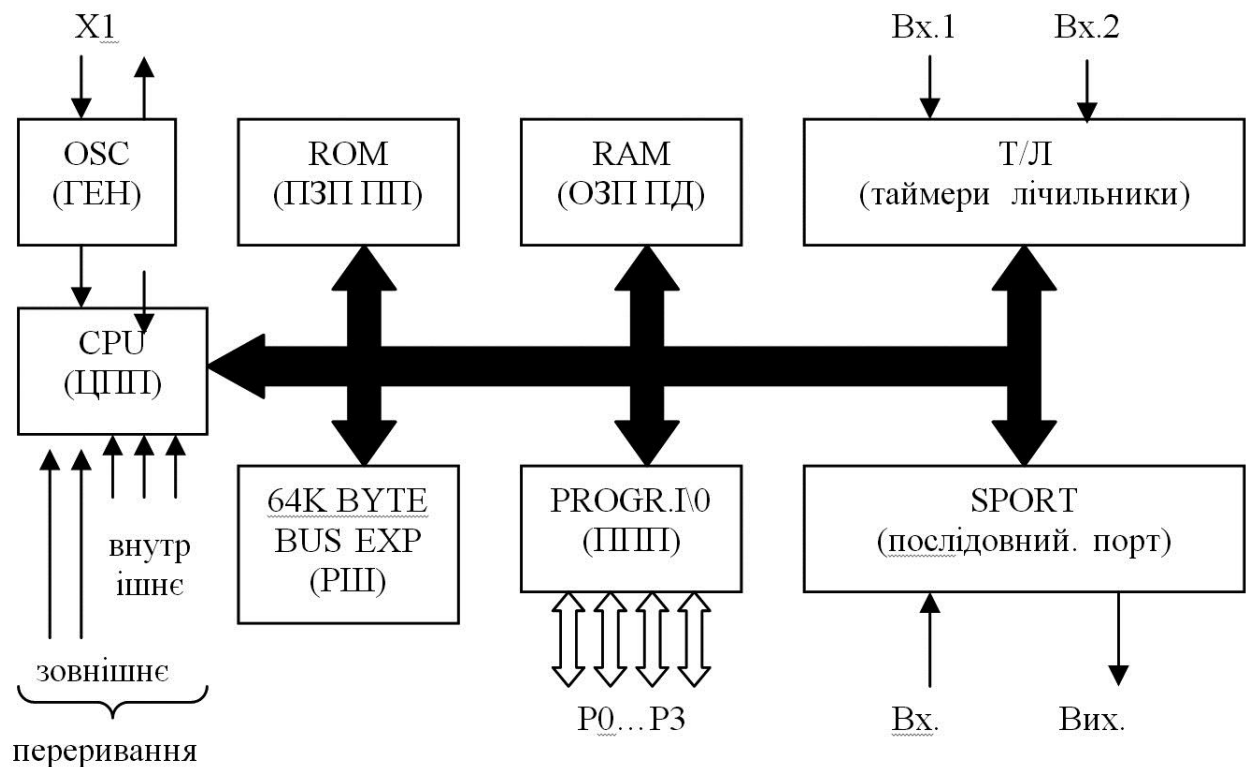 X1
Вх.1
Вх.2
OSC
(ГЕН)
ROM
(ПЗП ПП)
RAM
(ОЗП ПД)
Т/Л
(таймери лічильники)
CPU
(ЦПП)
64K BYTE
BUS EXP
(РШ)
PROGR.I\0
(ППП)
SPORT
(послідовний. порт)
внутр
ішнє
зовнішнє
переривання
P0...P3
Вх.
Вих.